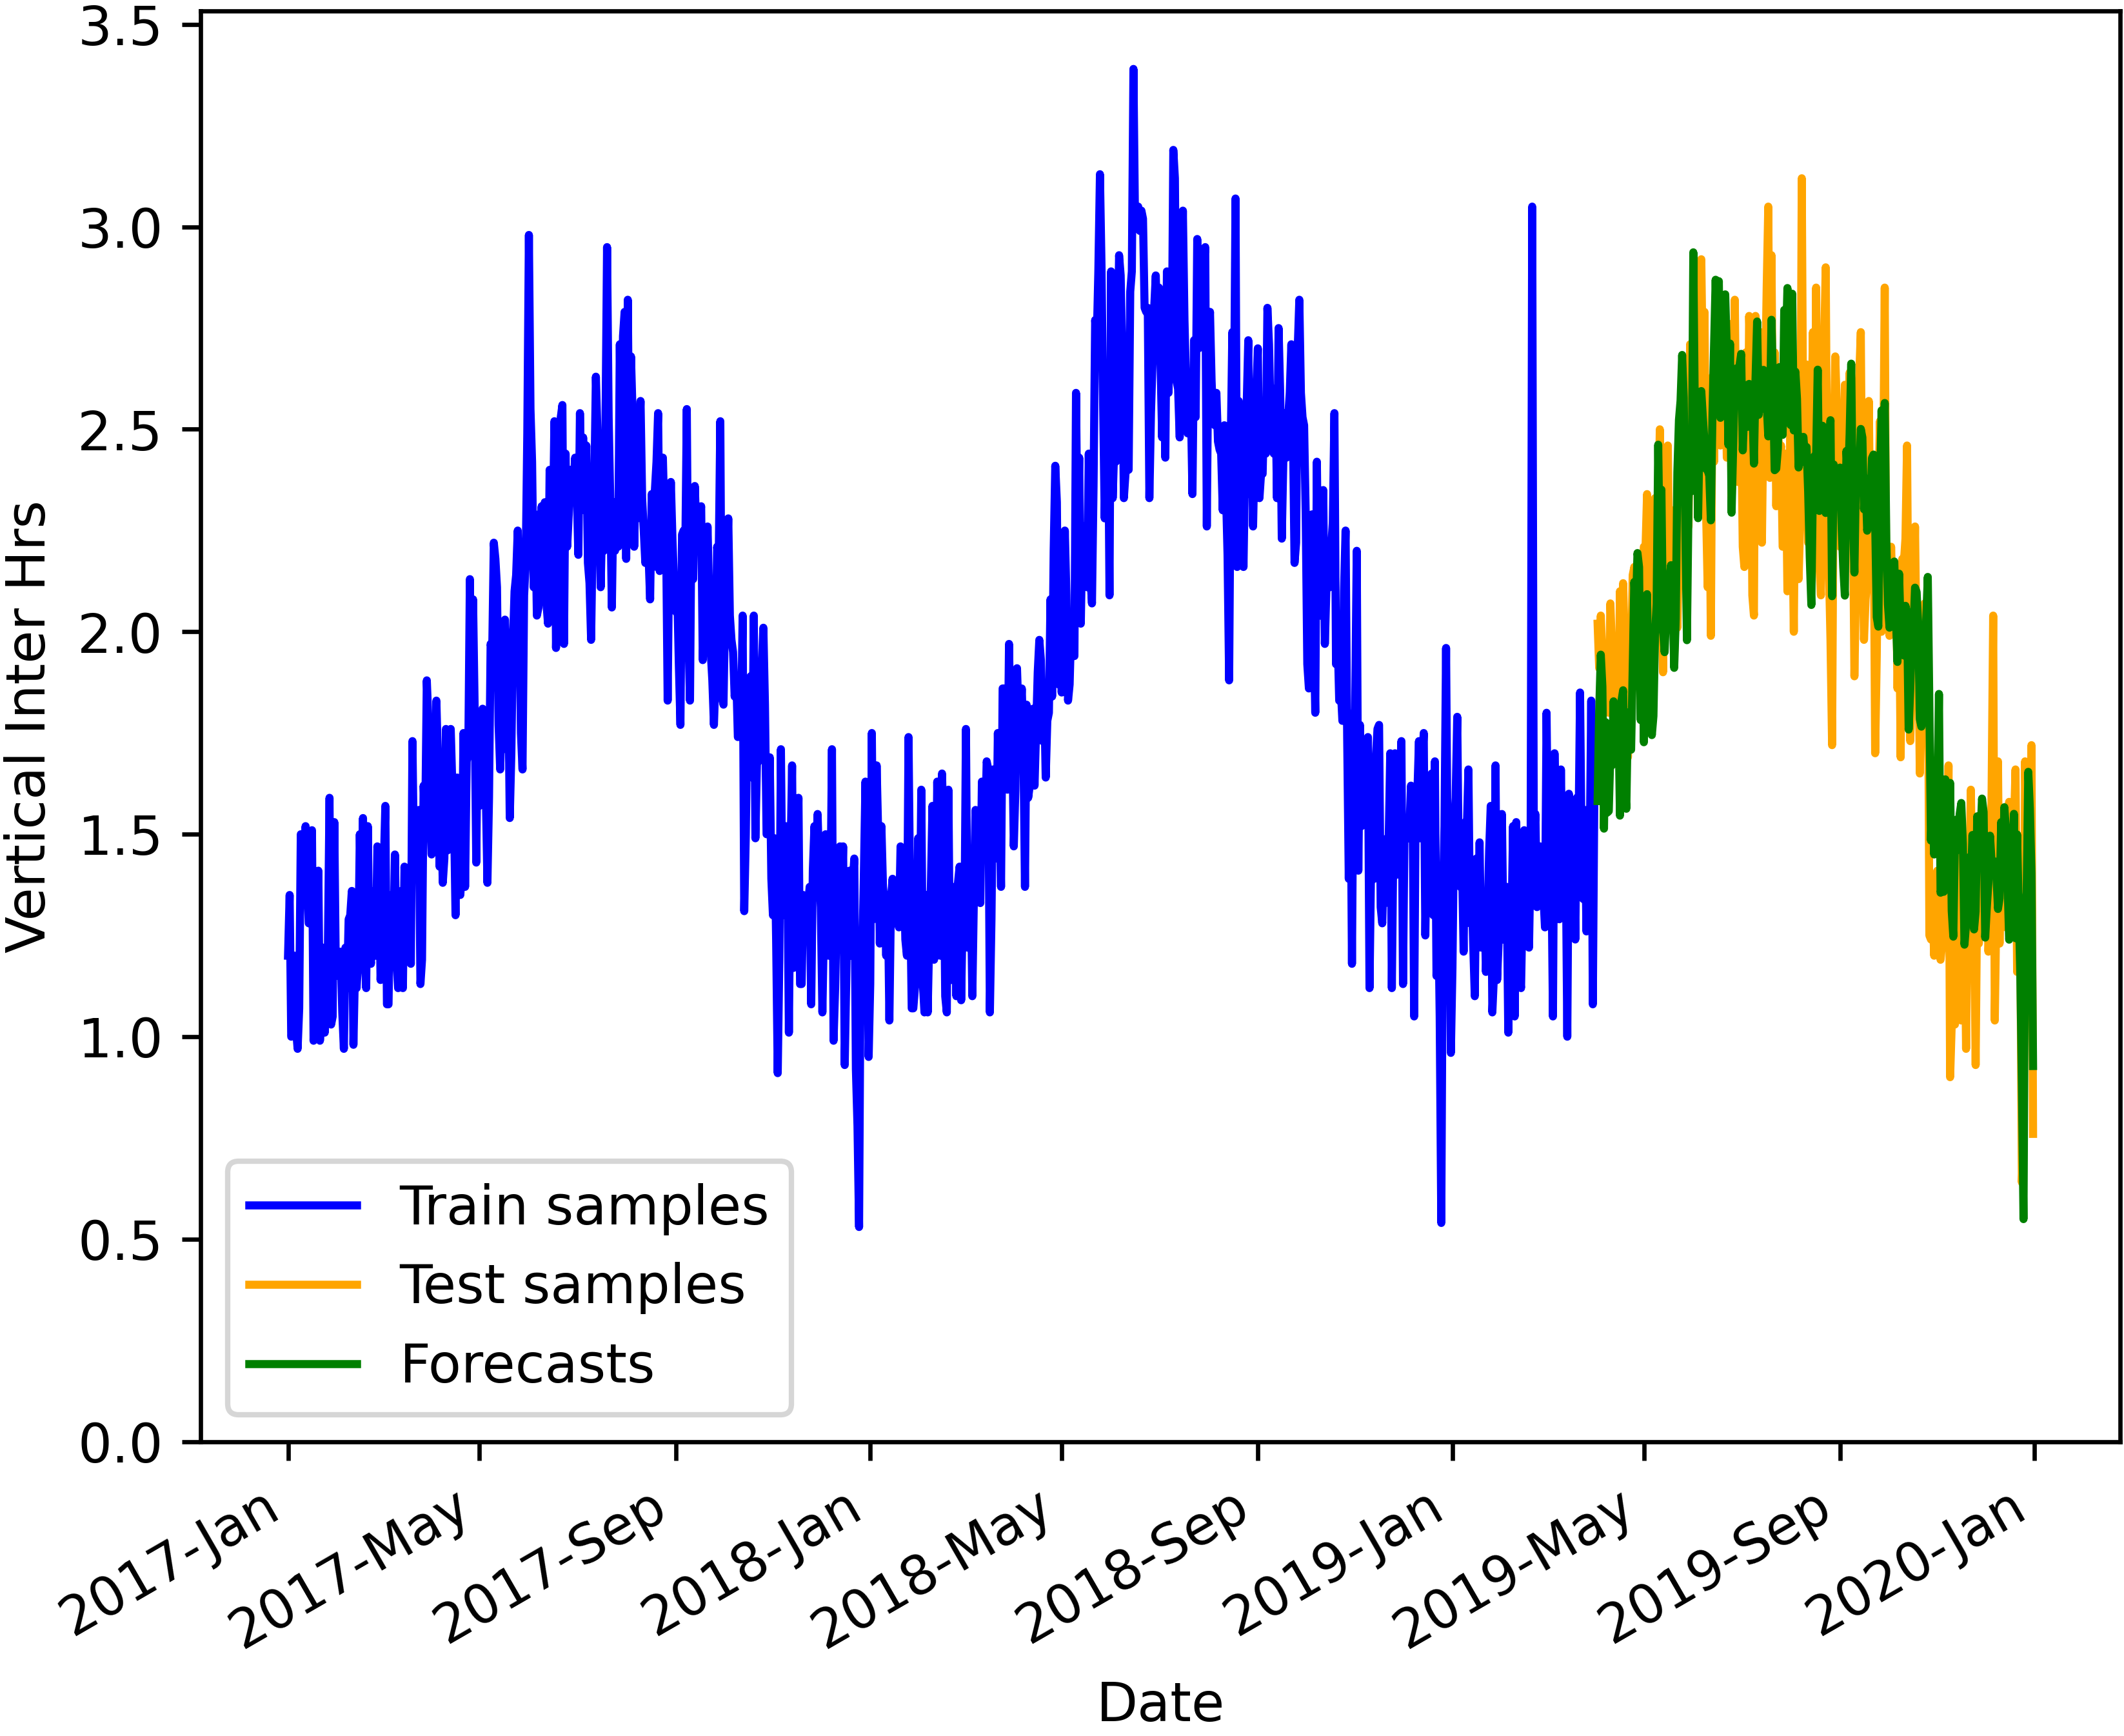 3.5
3.0
2.5
2.0
1.5
1.0
0.5
0.0
Vertical Inter Hrs
Train samples
Test samples
Forecasts
2017-Jan
2017-May
2017-Sep
2018-Jan
2018-May
2018-Sep
2019-Jan
2019-May
2019-Sep
2020-Jan
Date